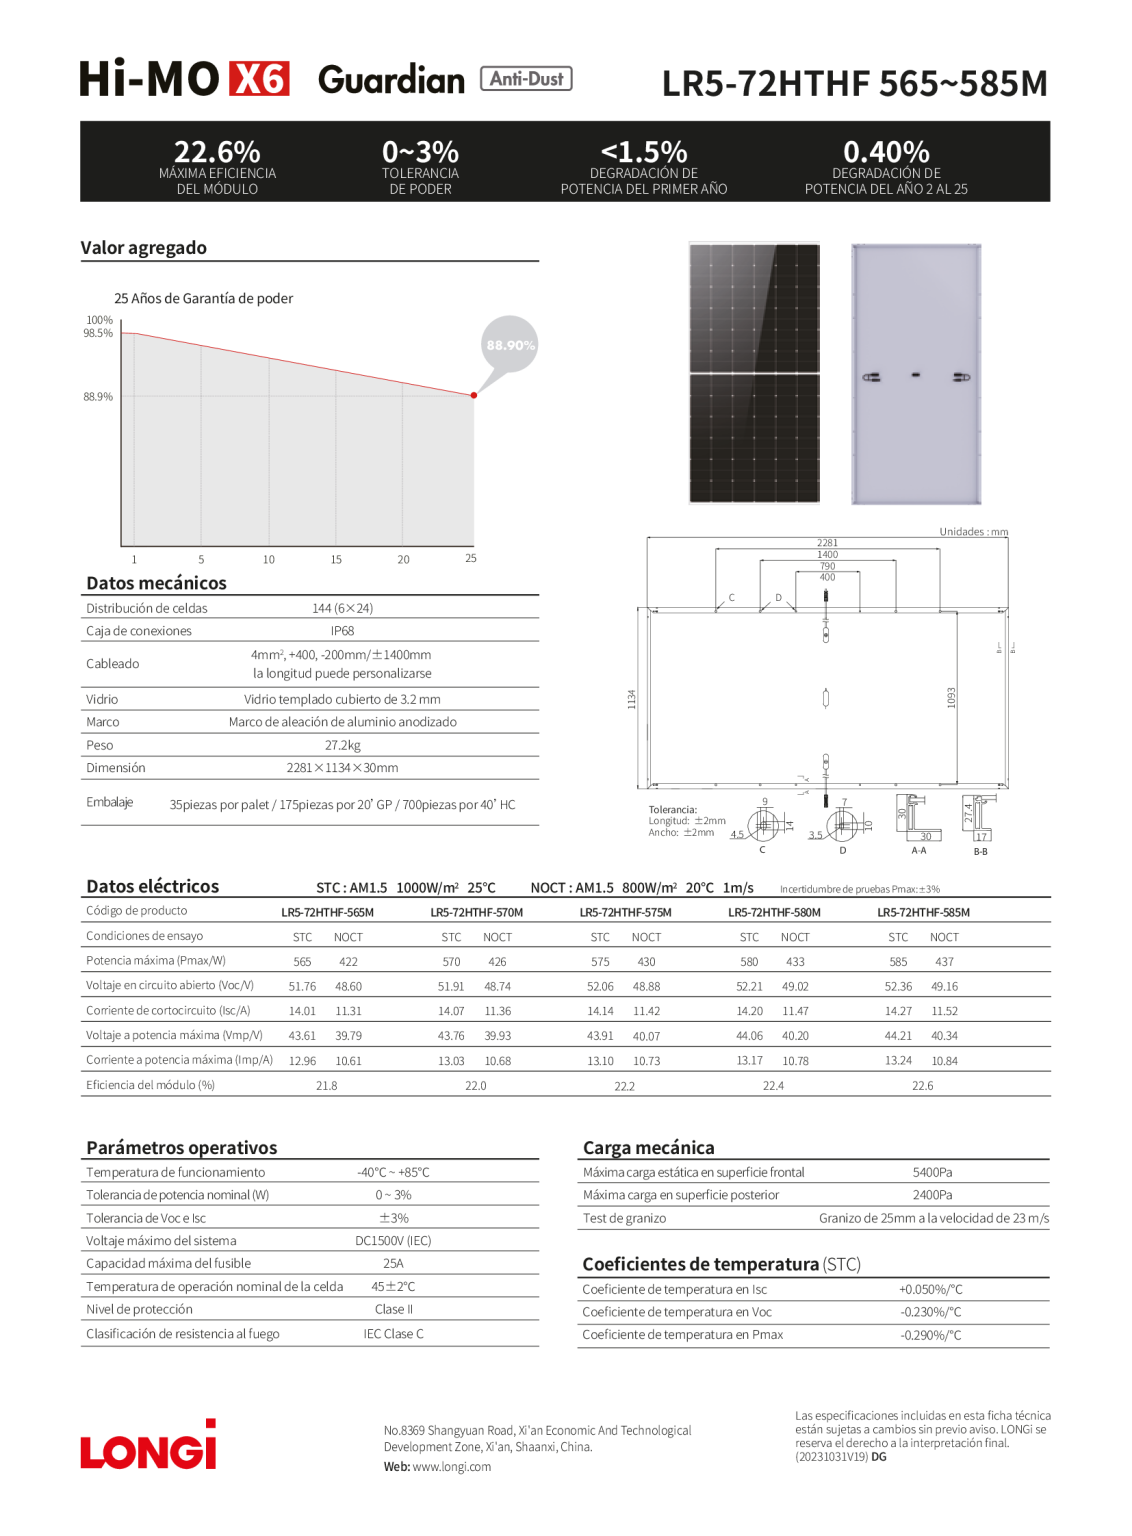 Hi-MO X6 Guardian Anti-Dust LR5-72HTHF 565~585M
22.6% 0~3% <1.5% 0.40%
MÁXIMA EFICIENCIA TOLERANCIA DEGRADACIÓN DE DEGRADACIÓN DE
DEL MÓDULO DE PODER POTENCIA DEL PRIMER AÑO POTENCIA DEL AÑO 2 AL 25
Valor agregado
25 Años de Garantía de poder
100%
98.5%
88.90%
88.9%
1 5 10 15 20 25
Unidades : mm
2281
1400
790
400
C D
1134
1093
B B
A
A
Tolerancia:
Longitud: ±2mm
Ancho: ±2mm
9 7
4.5 14 3.5 10
30 30 27.4 17
C D A-A B-B
Datos mecánicos
Distribución de celdas 144 (6×24)
Caja de conexiones IP68
Cableado 4mm², +400, -200mm/±1400mm
la longitud puede personalizarse
Vidrio Vidrio templado cubierto de 3.2 mm
Marco Marco de aleación de aluminio anodizado
Peso 27.2kg
Dimensión 2281×1134×30mm
Embalaje 35piezas por palet / 175piezas por 20’ GP / 700piezas por 40’ HC
Datos eléctricos STC : AM1.5 1000W/m² 25°C NOCT : AM1.5 800W/m² 20°C 1m/s Incertidumbre de pruebas Pmax:±3%
Código de producto LR5-72HTHF-565M LR5-72HTHF-570M LR5-72HTHF-575M LR5-72HTHF-580M LR5-72HTHF-585M
Condiciones de ensayo STC NOCT STC NOCT STC NOCT STC NOCT STC NOCT
Potencia máxima (Pmax/W) 565 422 570 426 575 430 580 433 585 437
Voltaje en circuito abierto (Voc/V) 51.76 48.60 51.91 48.74 52.06 48.88 52.21 49.02 52.36 49.16
Corriente de cortocircuito (Isc/A) 14.01 11.31 14.07 11.36 14.14 11.42 14.20 11.47 14.27 11.52
Voltaje a potencia máxima (Vmp/V) 43.61 39.79 43.76 39.93 43.91 40.07 44.06 40.20 44.21 40.34
Corriente a potencia máxima (Imp/A) 12.96 10.61 13.03 10.68 13.10 10.73 13.17 10.78 13.24 10.84
Eficiencia del módulo (%) 21.8 22.0 22.2 22.4 22.6
Parámetros operativos
Temperatura de funcionamiento -40°C ~ +85°C
Tolerancia de potencia nominal (W) 0 ~ 3%
Tolerancia de Voc e Isc ±3%
Voltaje máximo del sistema DC1500V (IEC)
Capacidad máxima del fusible 25A
Temperatura de operación nominal de la celda 45±2°C
Nivel de protección Clase II
Clasificación de resistencia al fuego IEC Clase C
Carga mecánica
Máxima carga estática en superficie frontal 5400Pa
Máxima carga en superficie posterior 2400Pa
Test de granizo Granizo de 25mm a la velocidad de 23 m/s
Coeficientes de temperatura (STC)
Coeficiente de temperatura en Isc +0.050%/°C
Coeficiente de temperatura en Voc -0.230%/°C
Coeficiente de temperatura en Pmax -0.290%/°C
LONGi
No.8369 Shangyuan Road, Xi'an Economic And Technological
Development Zone, Xi'an, Shaanxi, China.
Web: www.longi.com
Las especificaciones incluidas en esta ficha técnica
están sujetas a cambios sin previo aviso. LONGi se
reserva el derecho a la interpretación final.
(20231031V19) DG